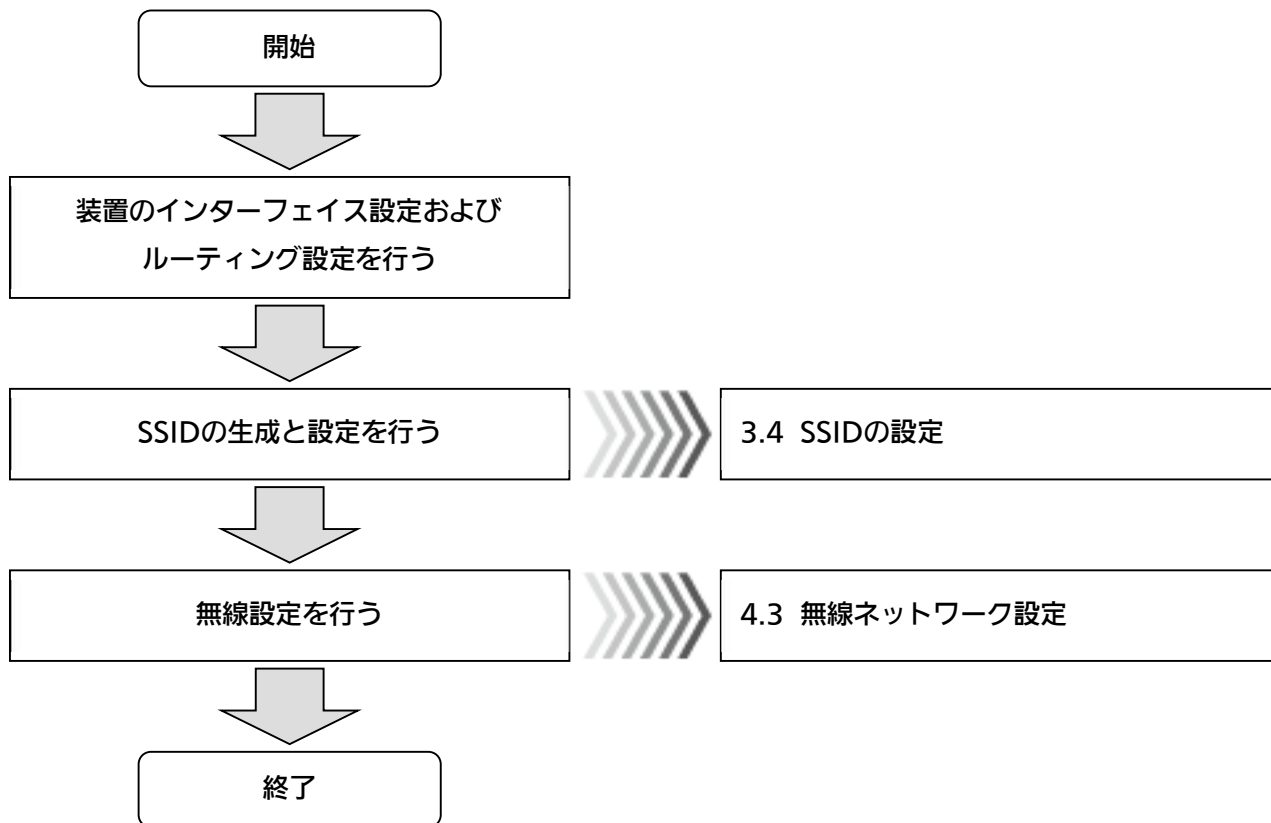 開始
装置のインターフェイス設定および
ルーティング設定を行う
SSIDの生成と設定を行う
3.4 SSIDの設定
無線設定を行う
4.3 無線ネットワーク設定
終了